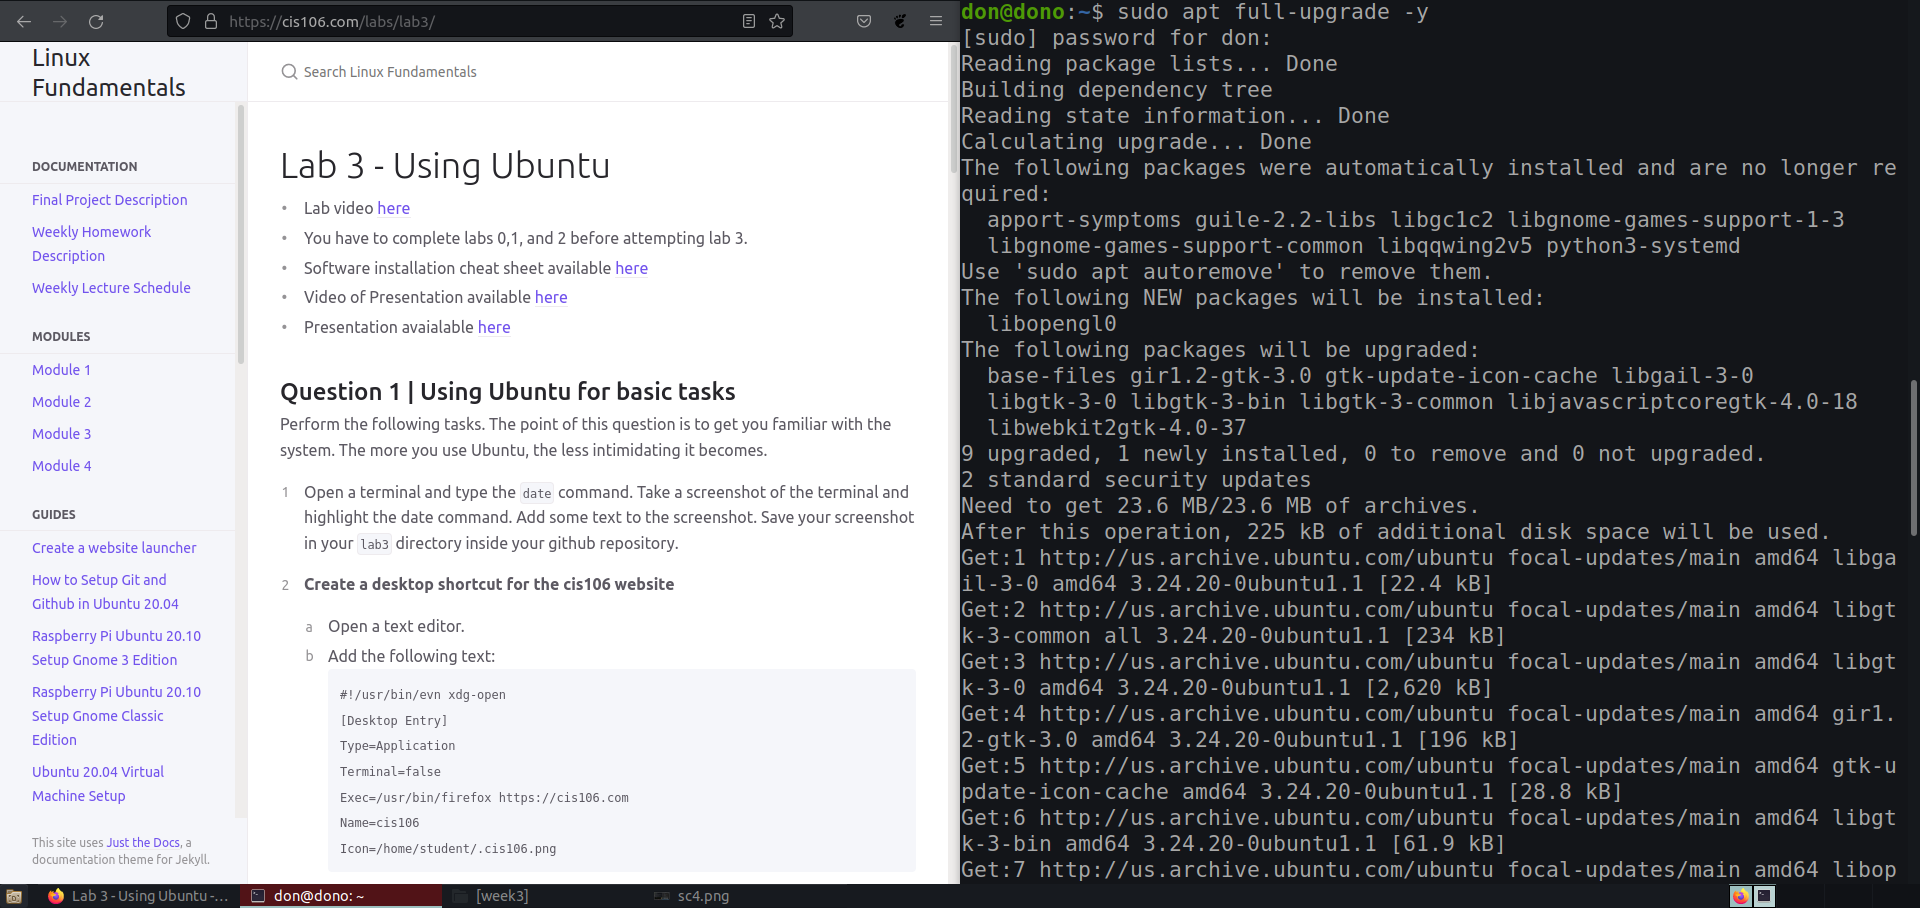 https://cis106.com/labs/lab3/
Linux
Fundamentals
DOCUMENTATION
Final Project Description
Weekly Homework
Description
Weekly Lecture Schedule
MODULES
Module 1
Module 2
Module 3
Module 4
GUIDES
Create a website launcher
How to Setup Git and
Github in Ubuntu 20.04
Raspberry Pi Ubuntu 20.10
Setup Gnome 3 Edition
Raspberry Pi Ubuntu 20.10
Setup Gnome Classic
Edition
Ubuntu 20.04 Virtual
Machine Setup
This site uses Just the Docs, a
documentation theme for Jekyll.
Search Linux Fundamentals
Lab 3 - Using Ubuntu
• Lab video here
• You have to complete labs 0,1, and 2 before attempting lab 3.
• Software installation cheat sheet available here
• Video of Presentation available here
• Presentation avaialable here
Question 1 | Using Ubuntu for basic tasks
Perform the following tasks. The point of this question is to get you familiar with the
system. The more you use Ubuntu, the less intimidating it becomes.
1 Open a terminal and type the date command. Take a screenshot of the terminal and
highlight the date command. Add some text to the screenshot. Save your screenshot
in your lab3 directory inside your github repository.
2 Create a desktop shortcut for the cis106 website
a Open a text editor.
b Add the following text:
#!/usr/bin/evn xdg-open
[Desktop Entry]
Type=Application
Terminal=false
Exec=/usr/bin/firefox https://cis106.com
Name=cis106
Icon=/home/student/.cis106.png
don@dono:~$ sudo apt full-upgrade -y
[sudo] password for don:
Reading package lists... Done
Building dependency tree
Reading state information... Done
Calculating upgrade... Done
The following packages were automatically installed and are no longer re
quired:
apport-symptoms guile-2.2-libs libgc1c2 libgnome-games-support-1-3
libgnome-games-support-common libqqwing2v5 python3-systemd
Use 'sudo apt autoremove' to remove them.
The following NEW packages will be installed:
libopengl0
The following packages will be upgraded:
base-files gir1.2-gtk-3.0 gtk-update-icon-cache libgail-3-0
libgtk-3-0 libgtk-3-bin libgtk-3-common libjavascriptcoregtk-4.0-18
libwebkit2gtk-4.0-37
9 upgraded, 1 newly installed, 0 to remove and 0 not upgraded.
2 standard security updates
Need to get 23.6 MB/23.6 MB of archives.
After this operation, 225 kB of additional disk space will be used.
Get:1 http://us.archive.ubuntu.com/ubuntu focal-updates/main amd64 libga
il-3-0 amd64 3.24.20-0ubuntu1.1 [22.4 kB]
Get:2 http://us.archive.ubuntu.com/ubuntu focal-updates/main amd64 libgt
k-3-common all 3.24.20-0ubuntu1.1 [234 kB]
Get:3 http://us.archive.ubuntu.com/ubuntu focal-updates/main amd64 libgt
k-3-0 amd64 3.24.20-0ubuntu1.1 [2,620 kB]
Get:4 http://us.archive.ubuntu.com/ubuntu focal-updates/main amd64 gir1.
2-gtk-3.0 amd64 3.24.20-0ubuntu1.1 [196 kB]
Get:5 http://us.archive.ubuntu.com/ubuntu focal-updates/main amd64 gtk-u
pdate-icon-cache amd64 3.24.20-0ubuntu1.1 [28.8 kB]
Get:6 http://us.archive.ubuntu.com/ubuntu focal-updates/main amd64 libgt
k-3-bin amd64 3.24.20-0ubuntu1.1 [61.9 kB]
Get:7 http://us.archive.ubuntu.com/ubuntu focal-updates/main amd64 libop
Lab 3 - Using Ubuntu -...
don@dono: ~
[week3]
sc4.png